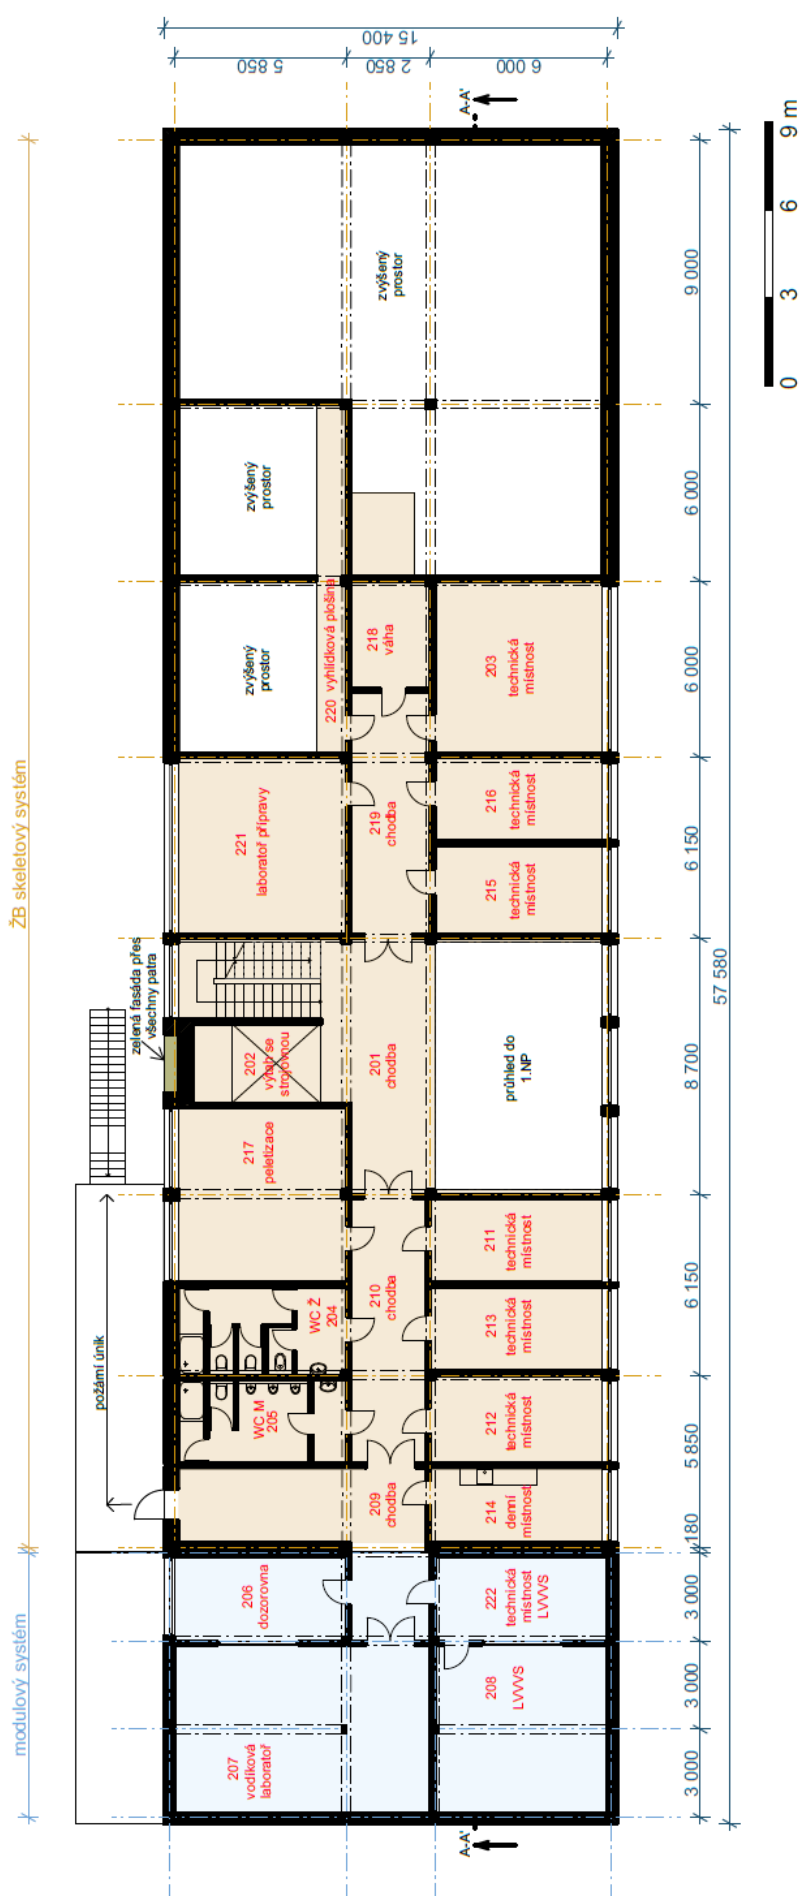 modulový systém
ŽB skeletový systém
požární únik
zelená fasáda přes
všechny patra
207
vodíková
laboratoř
206
dozorovna
WC M
205
WC Ž
204
217
peletizace
202
výtah se
strojovnou
221
laboratoř přípravy
zvýšený
prostor
zvýšený
prostor
220 vyhlídková plošina
209
chodba
210
chodba
201
chodba
219
chodba
218
váha
zvýšený
prostor
208
LVVVS
222
technická
místnost
LVVVS
214
denní
místnost
212
technická
místnost
213
technická
místnost
211
technická
místnost
průhled do
1.NP
215
technická
místnost
216
technická
místnost
203
technická
místnost
A-A'
A-A'
5 850
2 850
6 000
15 400
3 000
3 000
3 000
180
5 850
6 150
8 700
6 150
6 000
6 000
9 000
57 580
0
3
6
9 m